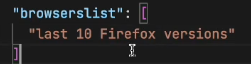 "browserslist": [
"last 10 Firefox versions"
]